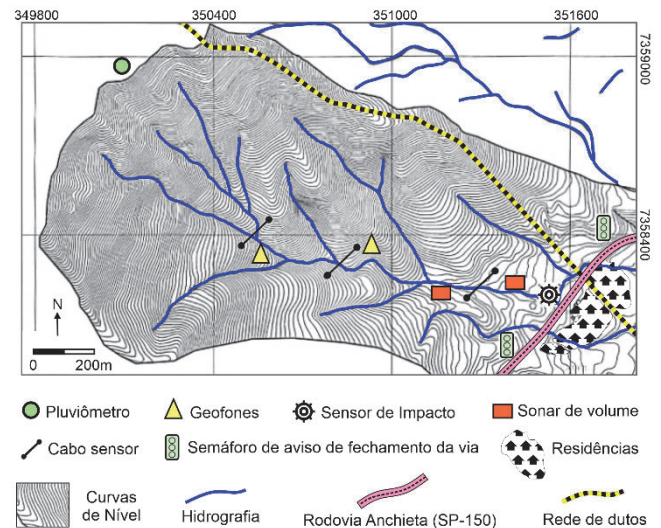 349800 350400 351000 351600
7359000
7358400
N
0 200m
Pluviômetro Geofones Sensor de Impacto Sonar de volume
Cabo sensor Semáforo de aviso de fechamento da via Residências
Curvas de Nível Hidrografia Rodovia Anchieta (SP-150) Rede de dutos